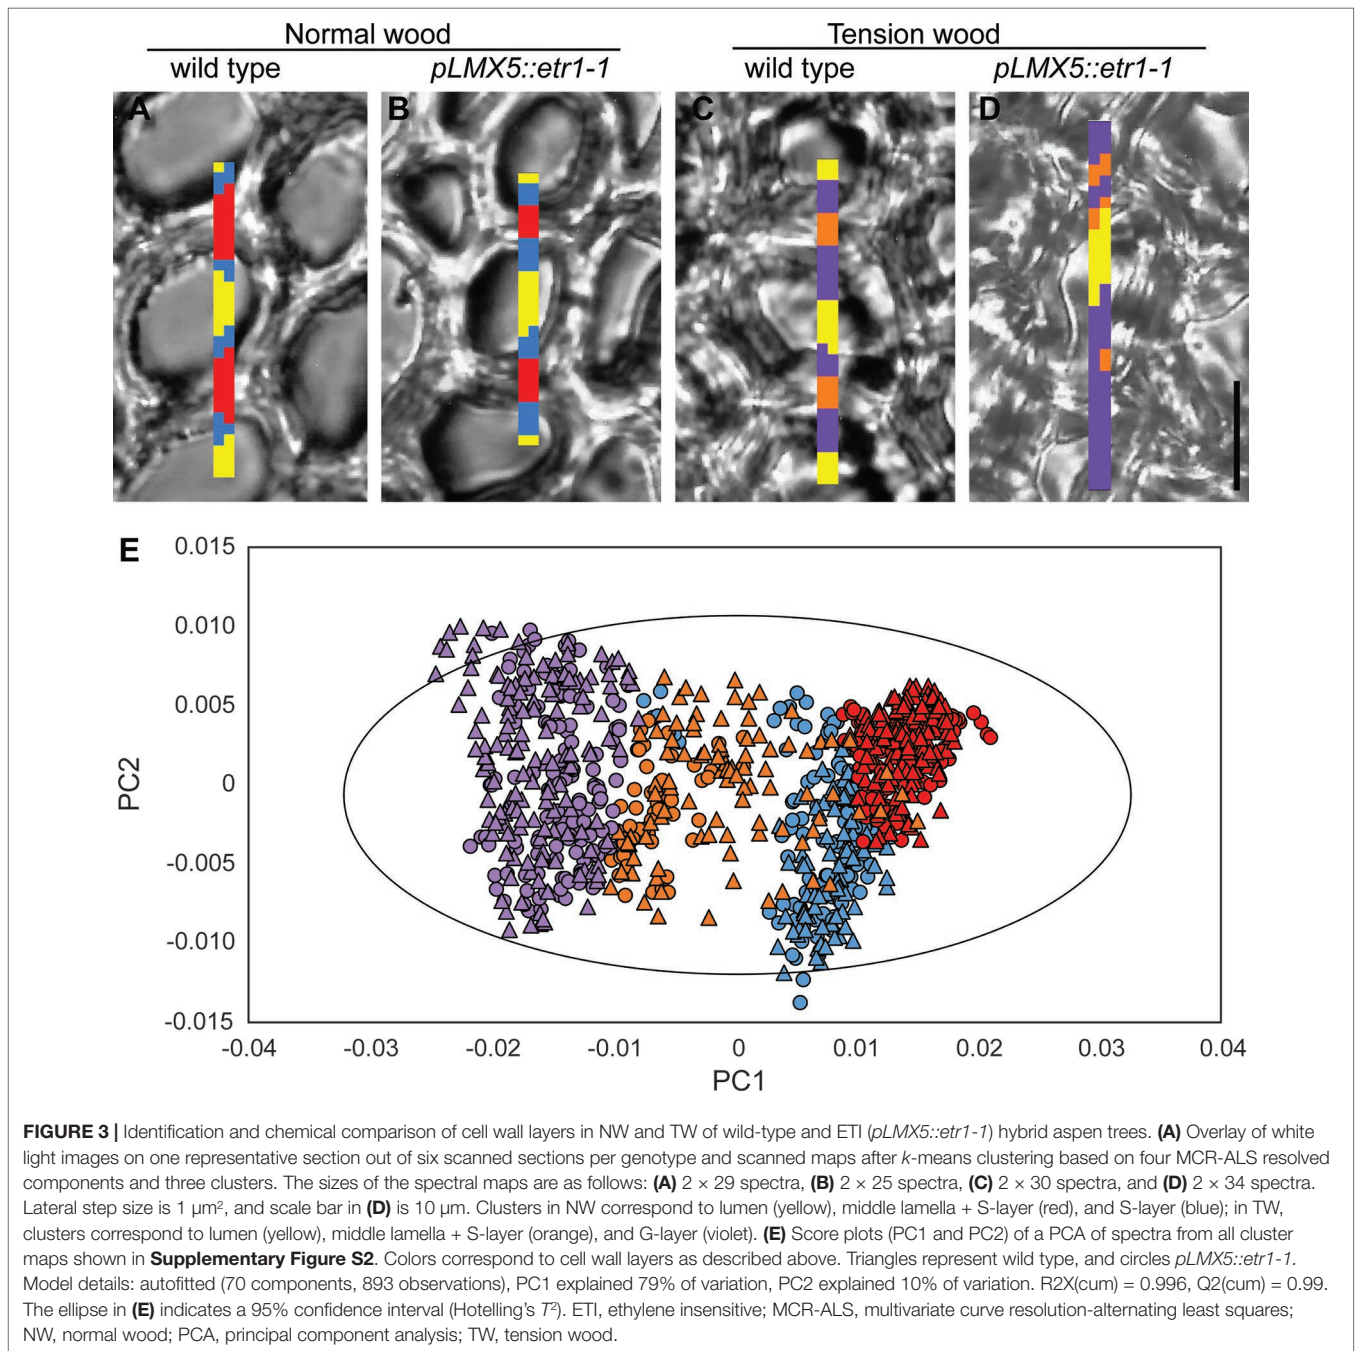 Normal wood
Tension wood
wild type
pLMX5::etr1-1
wild type
pLMX5::etr1-1
A
B
C
D
E
0.015
0.010
0.005
0
-0.005
-0.010
-0.015
PC2
-0.04 -0.03 -0.02 -0.01 0 0.01 0.02 0.03 0.04
PC1
FIGURE 3 | Identification and chemical comparison of cell wall layers in NW and TW of wild-type and ETI (pLMX5::etr1-1) hybrid aspen trees. (A) Overlay of white
light images on one representative section out of six scanned sections per genotype and scanned maps after k-means clustering based on four MCR-ALS resolved
components and three clusters. The sizes of the spectral maps are as follows: (A) 2 × 29 spectra, (B) 2 × 25 spectra, (C) 2 × 30 spectra, and (D) 2 × 34 spectra.
Lateral step size is 1 µm², and scale bar in (D) is 10 µm. Clusters in NW correspond to lumen (yellow), middle lamella + S-layer (red), and S-layer (blue); in TW,
clusters correspond to lumen (yellow), middle lamella + S-layer (orange), and G-layer (violet). (E) Score plots (PC1 and PC2) of a PCA of spectra from all cluster
maps shown in Supplementary Figure S2. Colors correspond to cell wall layers as described above. Triangles represent wild type, and circles pLMX5::etr1-1.
Model details: autofitted (70 components, 893 observations), PC1 explained 79% of variation, PC2 explained 10% of variation. R2X(cum) = 0.996, Q2(cum) = 0.99.
The ellipse in (E) indicates a 95% confidence interval (Hotelling's T²). ETI, ethylene insensitive; MCR-ALS, multivariate curve resolution-alternating least squares;
NW, normal wood; PCA, principal component analysis; TW, tension wood.